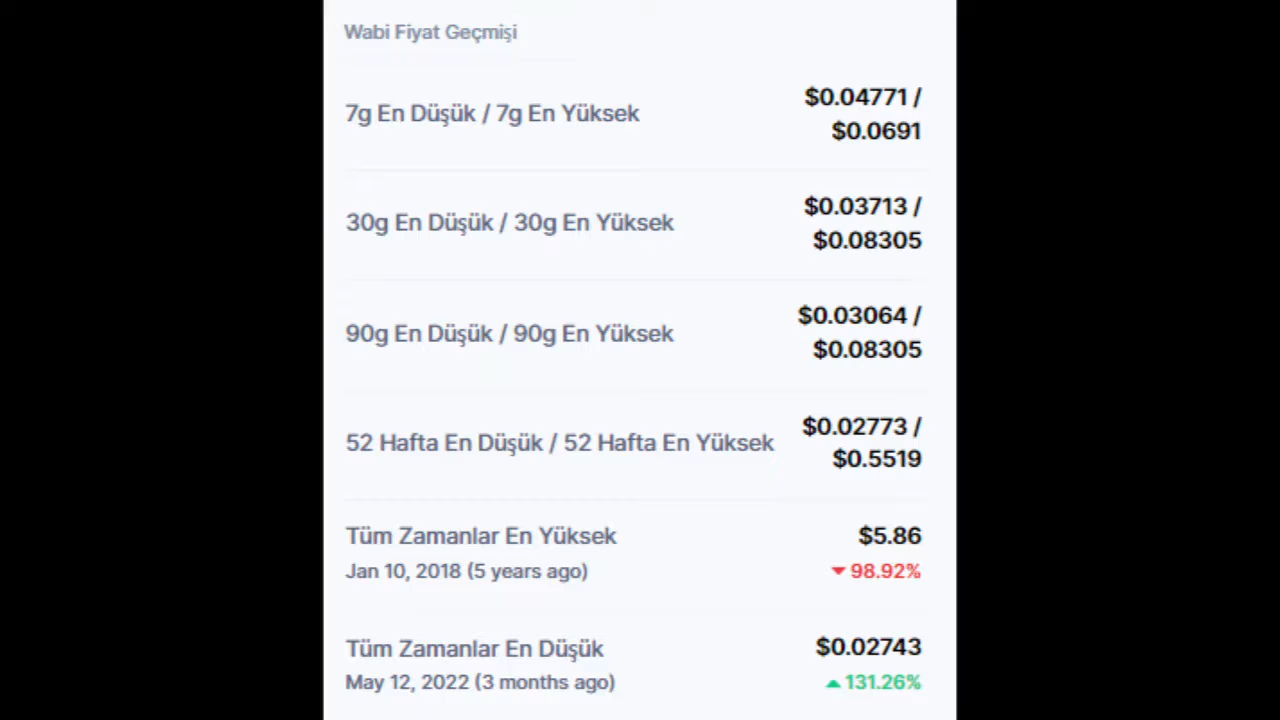 Wabi Fiyat Geçmişi
7g En Düşük / 7g En Yüksek
$0.04771 /
$0.0691
30g En Düşük / 30g En Yüksek
$0.03713 /
$0.08305
90g En Düşük / 90g En Yüksek
$0.03064 /
$0.08305
52 Hafta En Düşük / 52 Hafta En Yüksek
$0.02773 /
$0.5519
Tüm Zamanlar En Yüksek
$5.86
Jan 10, 2018 (5 years ago)
98.92%
Tüm Zamanlar En Düşük
$0.02743
May 12, 2022 (3 months ago)
131.26%